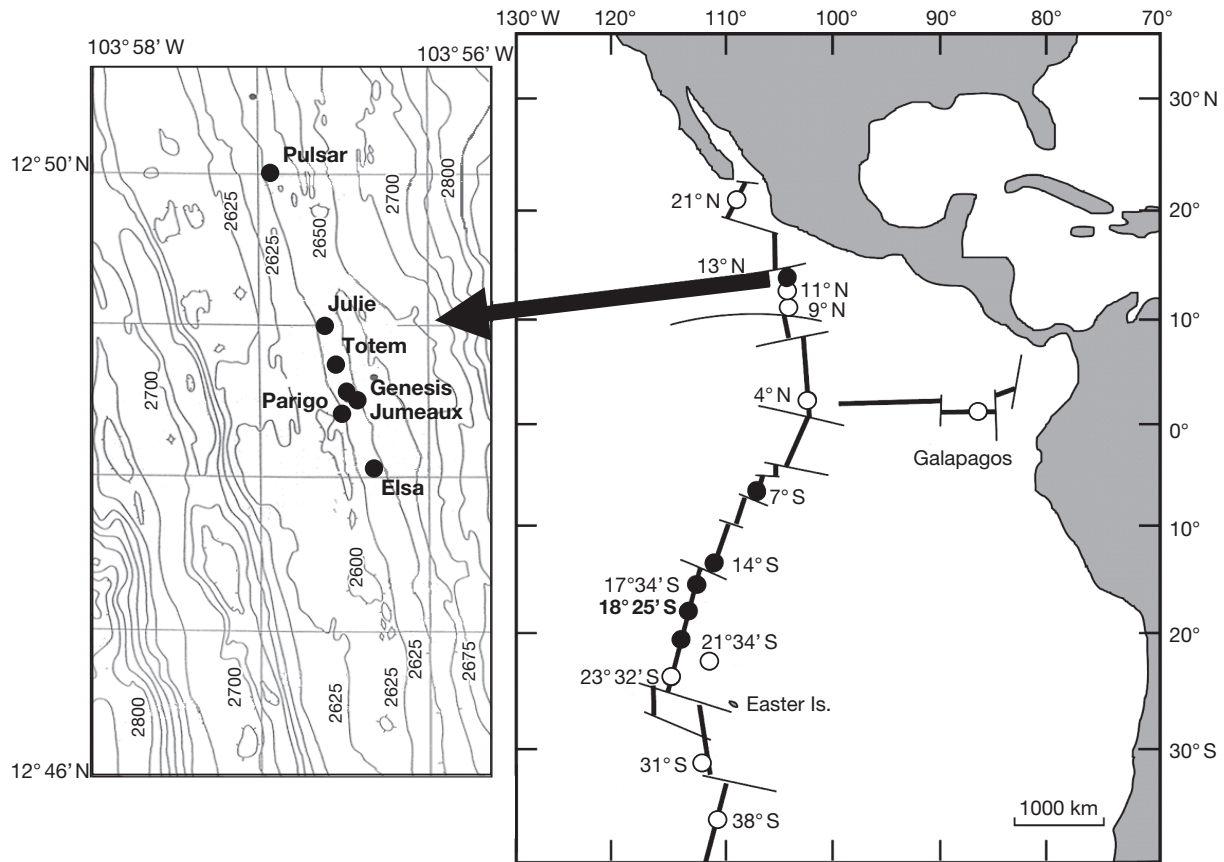 103° 58' W
103° 56' W
12° 50' N
12° 46' N
Pulsar
Julie
Totem
Genesis
Parigo
Jumeaux
Elsa
2625
2625
2650
2700
2800
2700
2600
2800
2700
2625
2625
2625
2675
130° W
120°
110°
100°
90°
80°
70°
30° N
20°
10°
0°
10°
20°
30° S
21° N
13° N
11° N
9° N
4° N
Galapagos
7° S
14° S
17°34' S
18° 25' S
21°34' S
23° 32' S
Easter Is.
31° S
38° S
1000 km